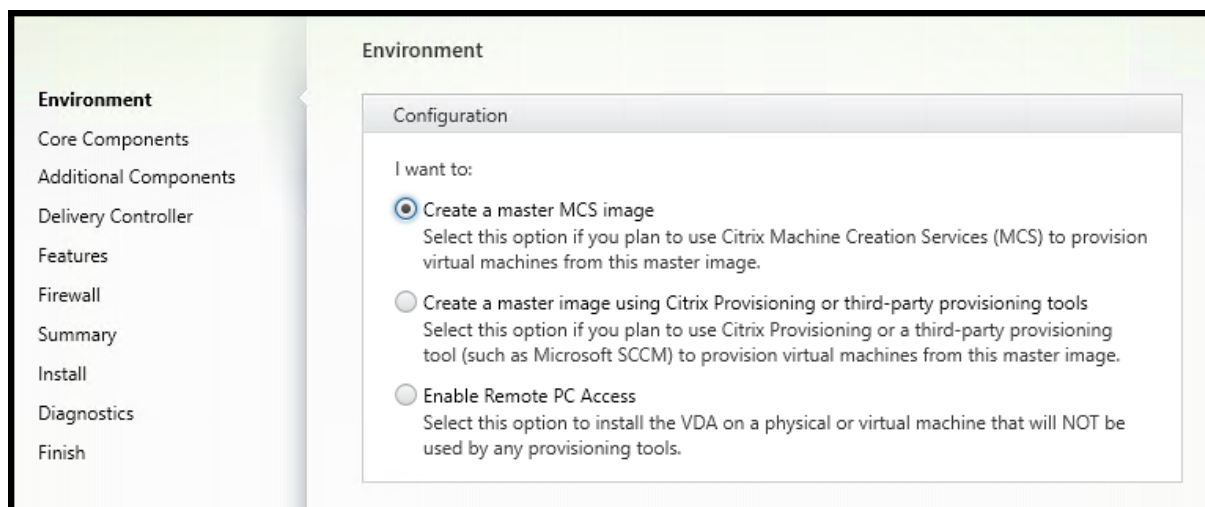 Environment
Core Components
Additional Components
Delivery Controller
Features
Firewall
Summary
Install
Diagnostics
Finish
Environment
Configuration
I want to:
Create a master MCS image
Select this option if you plan to use Citrix Machine Creation Services (MCS) to provision
virtual machines from this master image.
Create a master image using Citrix Provisioning or third-party provisioning tools
Select this option if you plan to use Citrix Provisioning or a third-party provisioning
tool (such as Microsoft SCCM) to provision virtual machines from this master image.
Enable Remote PC Access
Select this option to install the VDA on a physical or virtual machine that will NOT be
used by any provisioning tools.